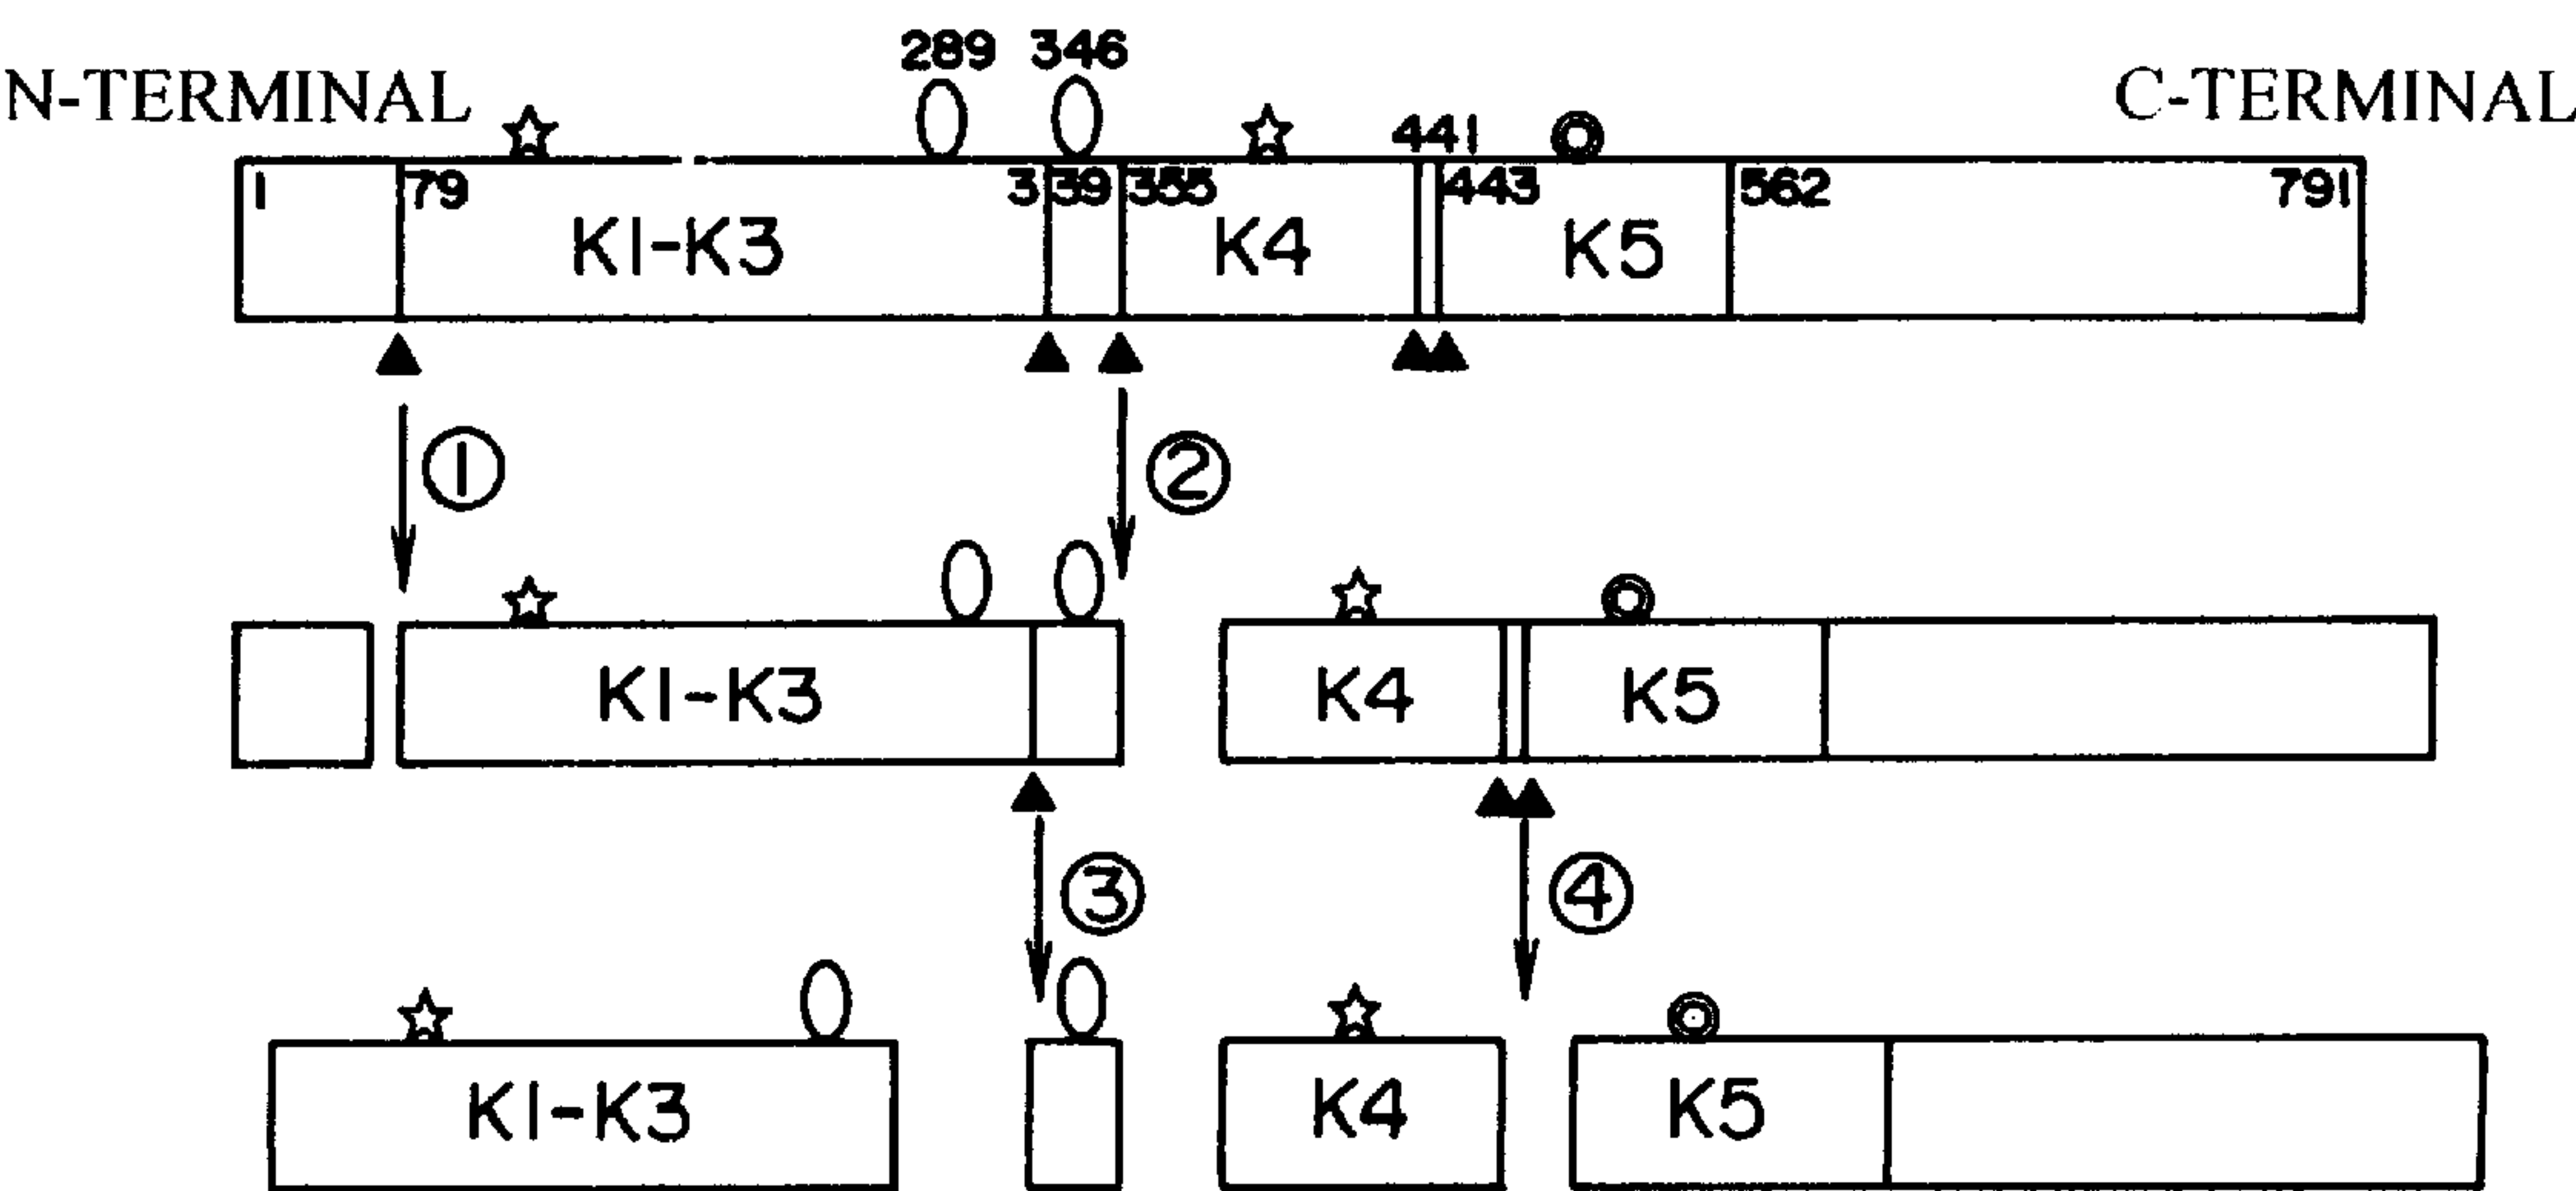 289 346
N-TERMINAL C-TERMINAL
441
1 79 339 355 443 562 791
K1-K3 K4 K5
① ②
K1-K3 K4 K5
③ ④
K1-K3 K4 K5